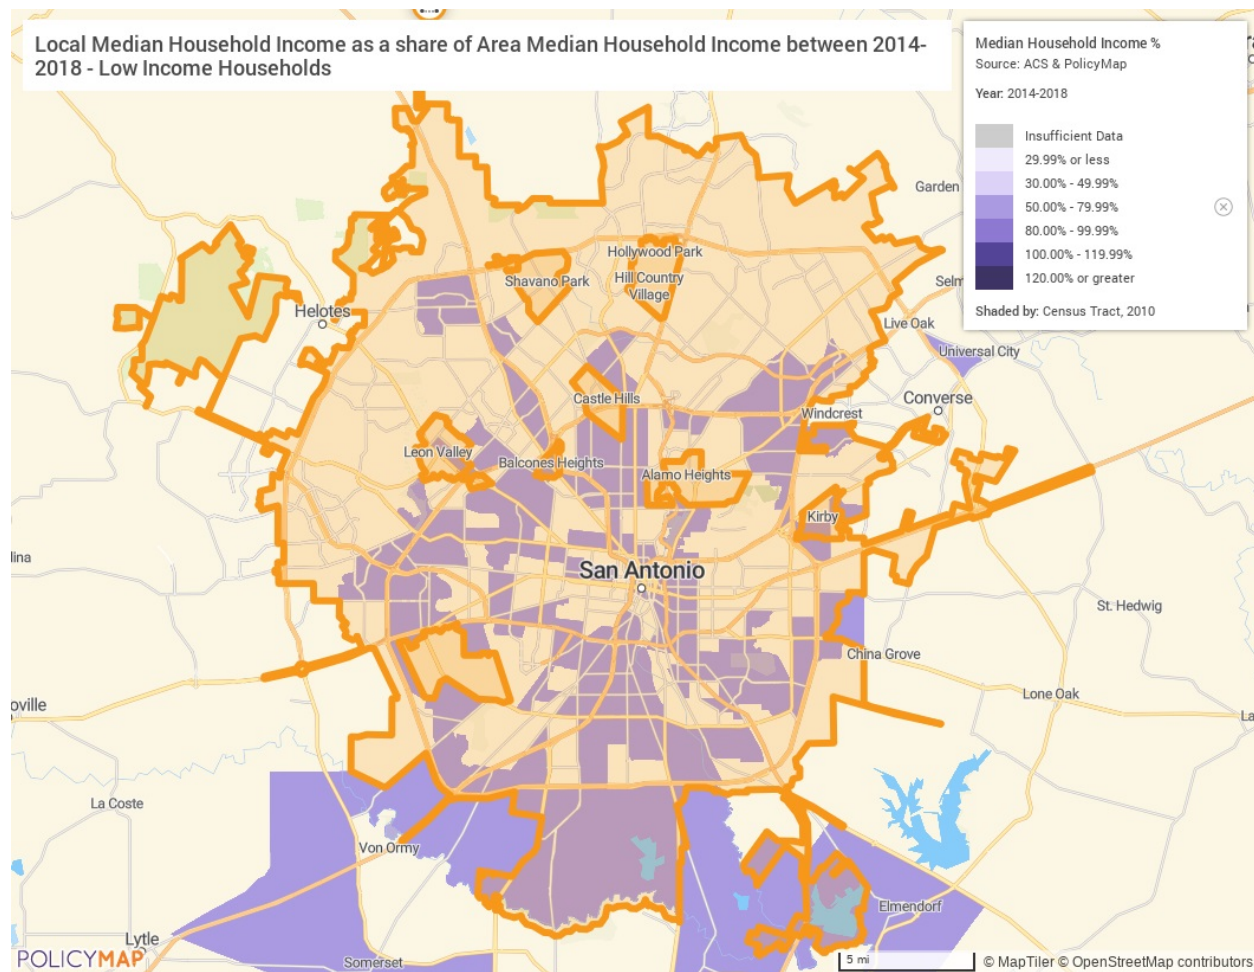 Local Median Household Income as a share of Area Median Household Income between 2014-
2018 - Low Income Households
Median Household Income %
Source: ACS & PolicyMap
Year: 2014-2018
Insufficient Data
29.99% or less
30.00% - 49.99%
50.00% - 79.99%
80.00% - 99.99%
100.00% - 119.99%
120.00% or greater
Shaded by: Census Tract, 2010
Garden
Hollywood Park
Shavano Park
Hill Country
Village
Selm
Helotes
Live Oak
Universal City
Castle Hills
Converse
Windcrest
Leon Valley
Balcones Heights
Alamo Heights
Kirby
lina
San Antonio
St. Hedwig
China Grove
Lone Oak
oville
La
La Coste
Von Ormy
Elmendorf
Lytle
Somerset
POLICYMAP
5 mi
© MapTiler © OpenStreetMap contributors